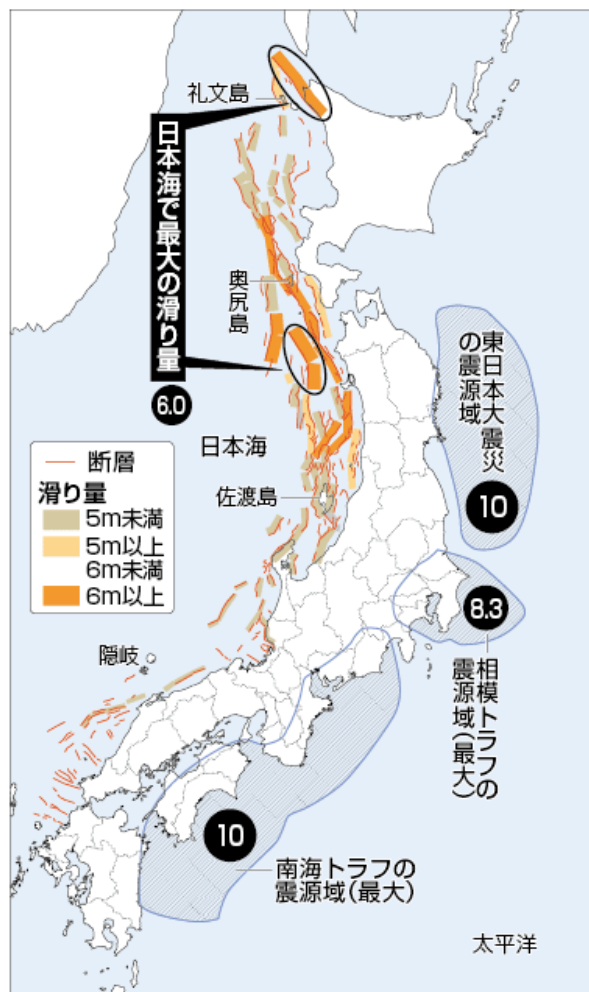 礼文島
日本海で最大の滑り量
6.0
奥尻島
日本海
佐渡島
隠岐
断層
滑り量
5m未満
5m以上
6m未満
6m以上
東日本大震災
の震源域
10
8.3
相模トラフの
震源域(最大)
10
南海トラフの
震源域(最大)
太平洋